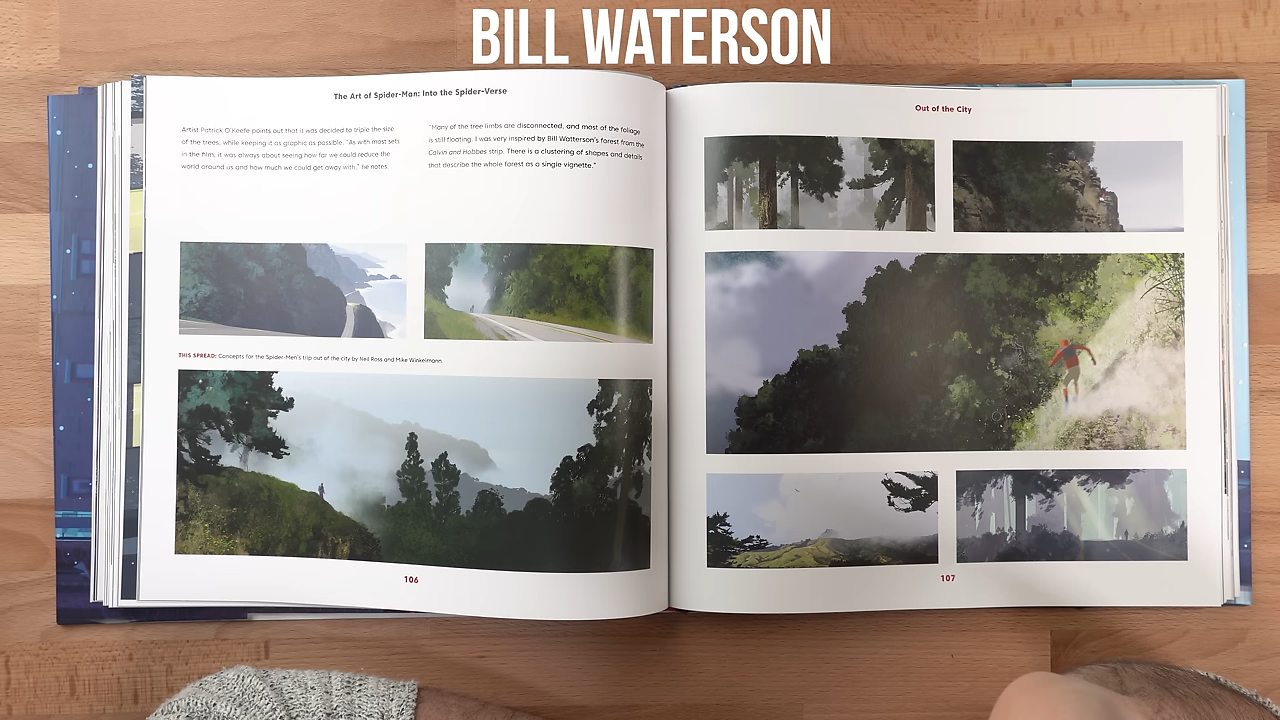 BILL WATERSON
The Art of Spider-Man: Into the Spider-Verse
Artist Patrick O'Keefe points out that it was decided to triple the size
of the trees, while keeping it as graphic as possible. "As with most sets
in the film, it was always about seeing how far we could reduce the
world around us and how much we could get away with," he notes.
"Many of the tree limbs are disconnected, and most of the foliage
is still floating. I was very inspired by Bill Watterson's forest from the
Calvin and Hobbes strip. There is a clustering of shapes and details
that describe the whole forest as a single vignette."
THIS SPREAD: Concepts for the Spider-Men's trip out of the city by Neil Ross and Mike Winkelmann.
106
Out of the City
107